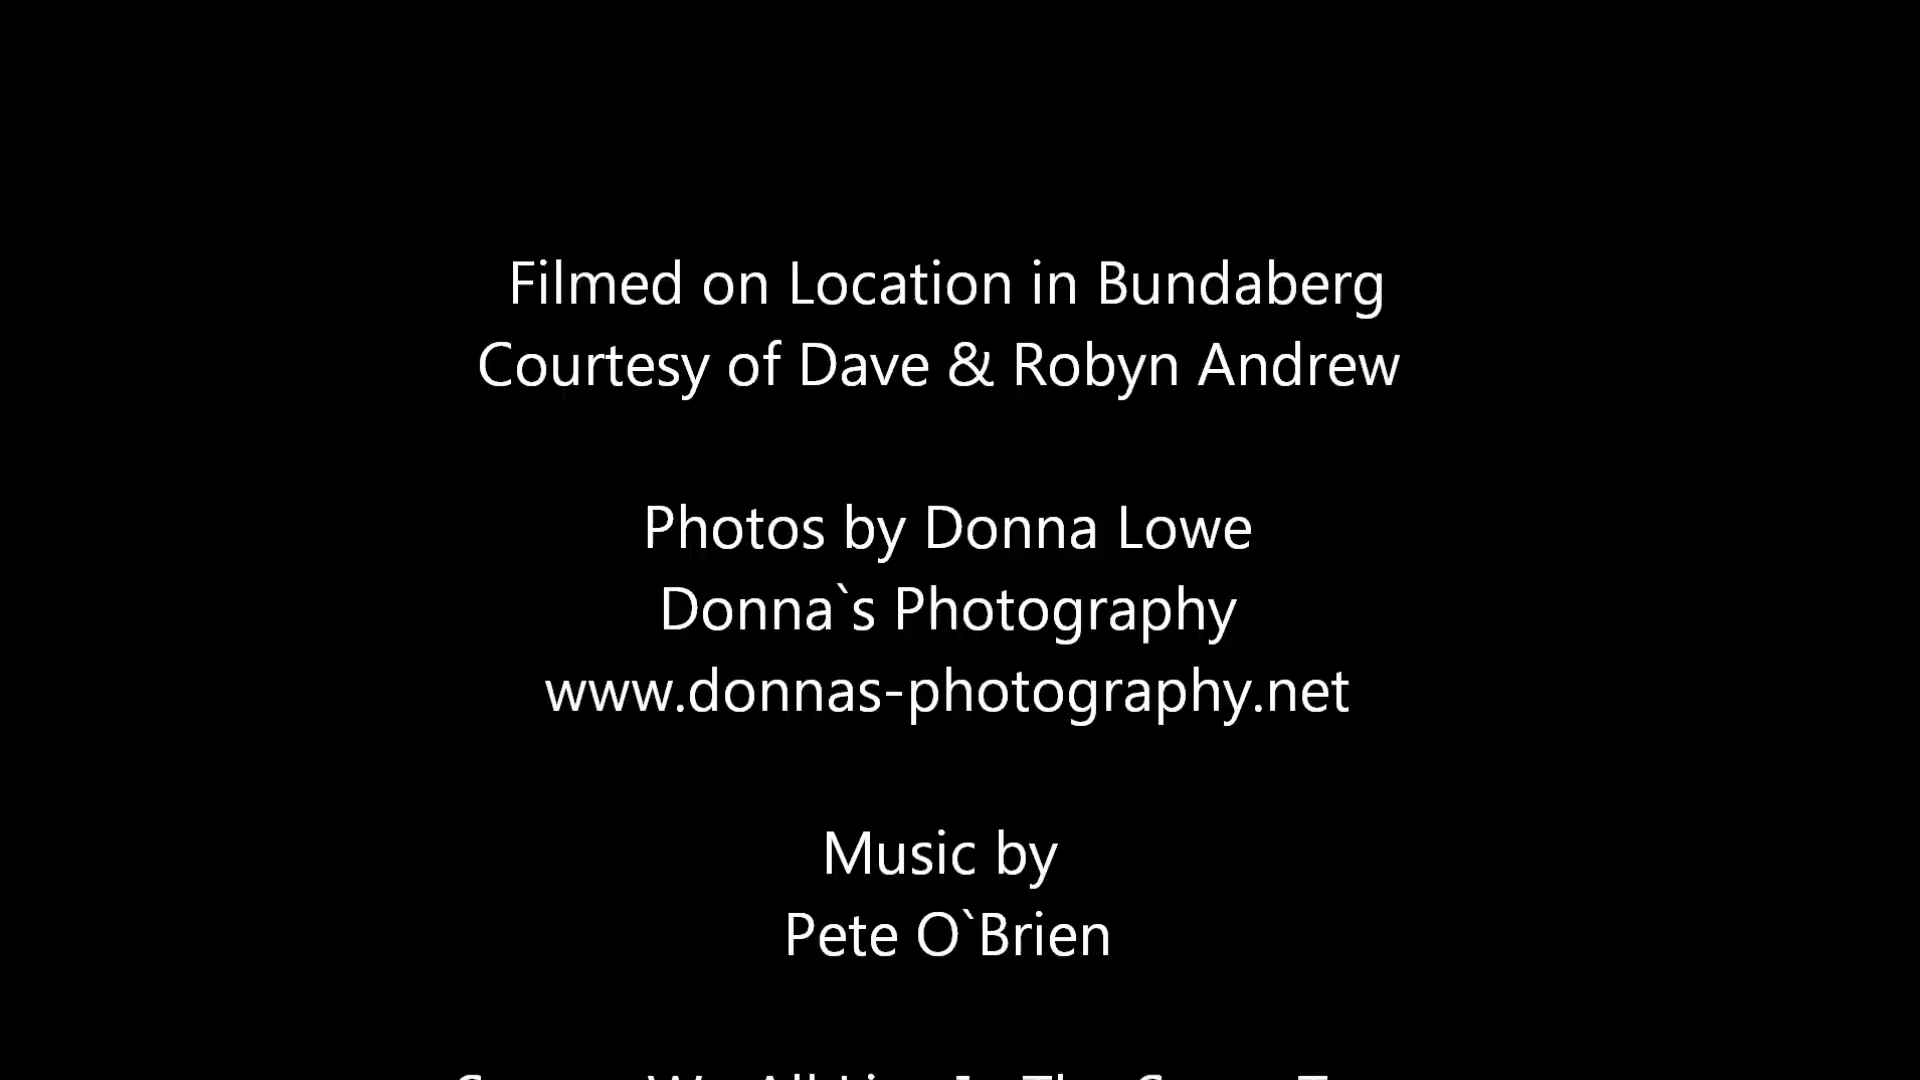 Filmed on Location in Bundaberg
Courtesy of Dave & Robyn Andrew
Photos by Donna Lowe
Donna`s Photography
www.donnas-photography.net
Music by
Pete O`Brien